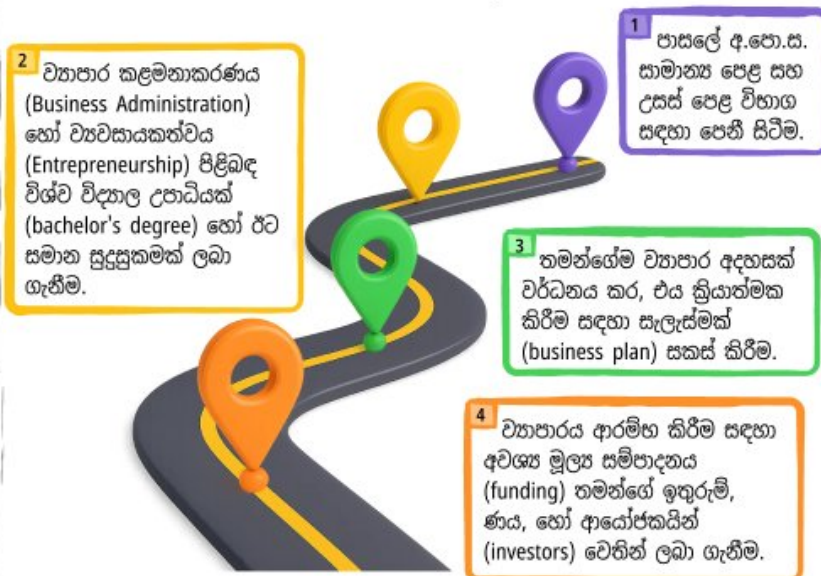 1
පාසලේ අ.පො.ස.
සාමාන්‍ය පෙළ සහ
උසස් පෙළ විභාග
සඳහා පෙනී සිටීම.
2
ව්‍යාපාර කළමනාකරණය
(Business Administration)
හෝ ව්‍යවසායකත්වය
(Entrepreneurship) පිළිබඳ
විශ්ව විද්‍යාල උපාධියක්
(bachelor's degree) හෝ ඊට
සමාන සුදුසුකමක් ලබා
ගැනීම.
3
තමන්ගේම ව්‍යාපාර අදහසක්
වර්ධනය කර, එය ක්‍රියාත්මක
කිරීම සඳහා සැලැස්මක්
(business plan) සකස් කිරීම.
4
ව්‍යාපාරය ආරම්භ කිරීම සඳහා
අවශ්‍ය මූල්‍ය සම්පාදනය
(funding) තමන්ගේ ඉතුරුම්,
ණය, හෝ ආයෝජකයින්
(investors) වෙතින් ලබා ගැනීම.